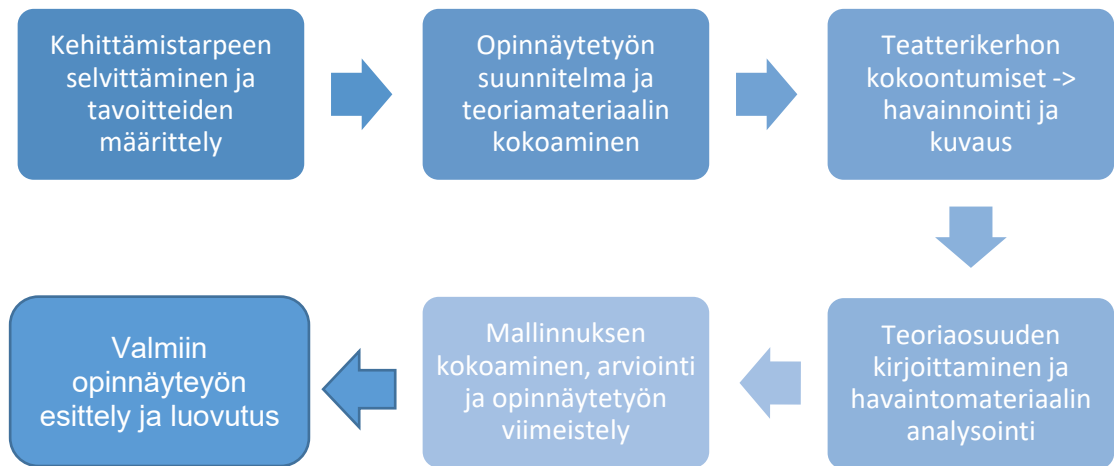 Kehittämistarpeen
selvittäminen ja
tavoitteiden
määrittely
Opinnäytetyön
suunnitelma ja
teoriamateriaalin
kokoaminen
Teatterikerhon
kokoontumiset ->
havainnointi ja
kuvaus
Teoriaosuuden
kirjoittaminen ja
havaintomateriaalin
analysointi
Mallinnuksen
kokoaminen, arviointi
ja opinnäytetyön
viimeistely
Valmiin
opinnäyteyön
esittely ja luovutus